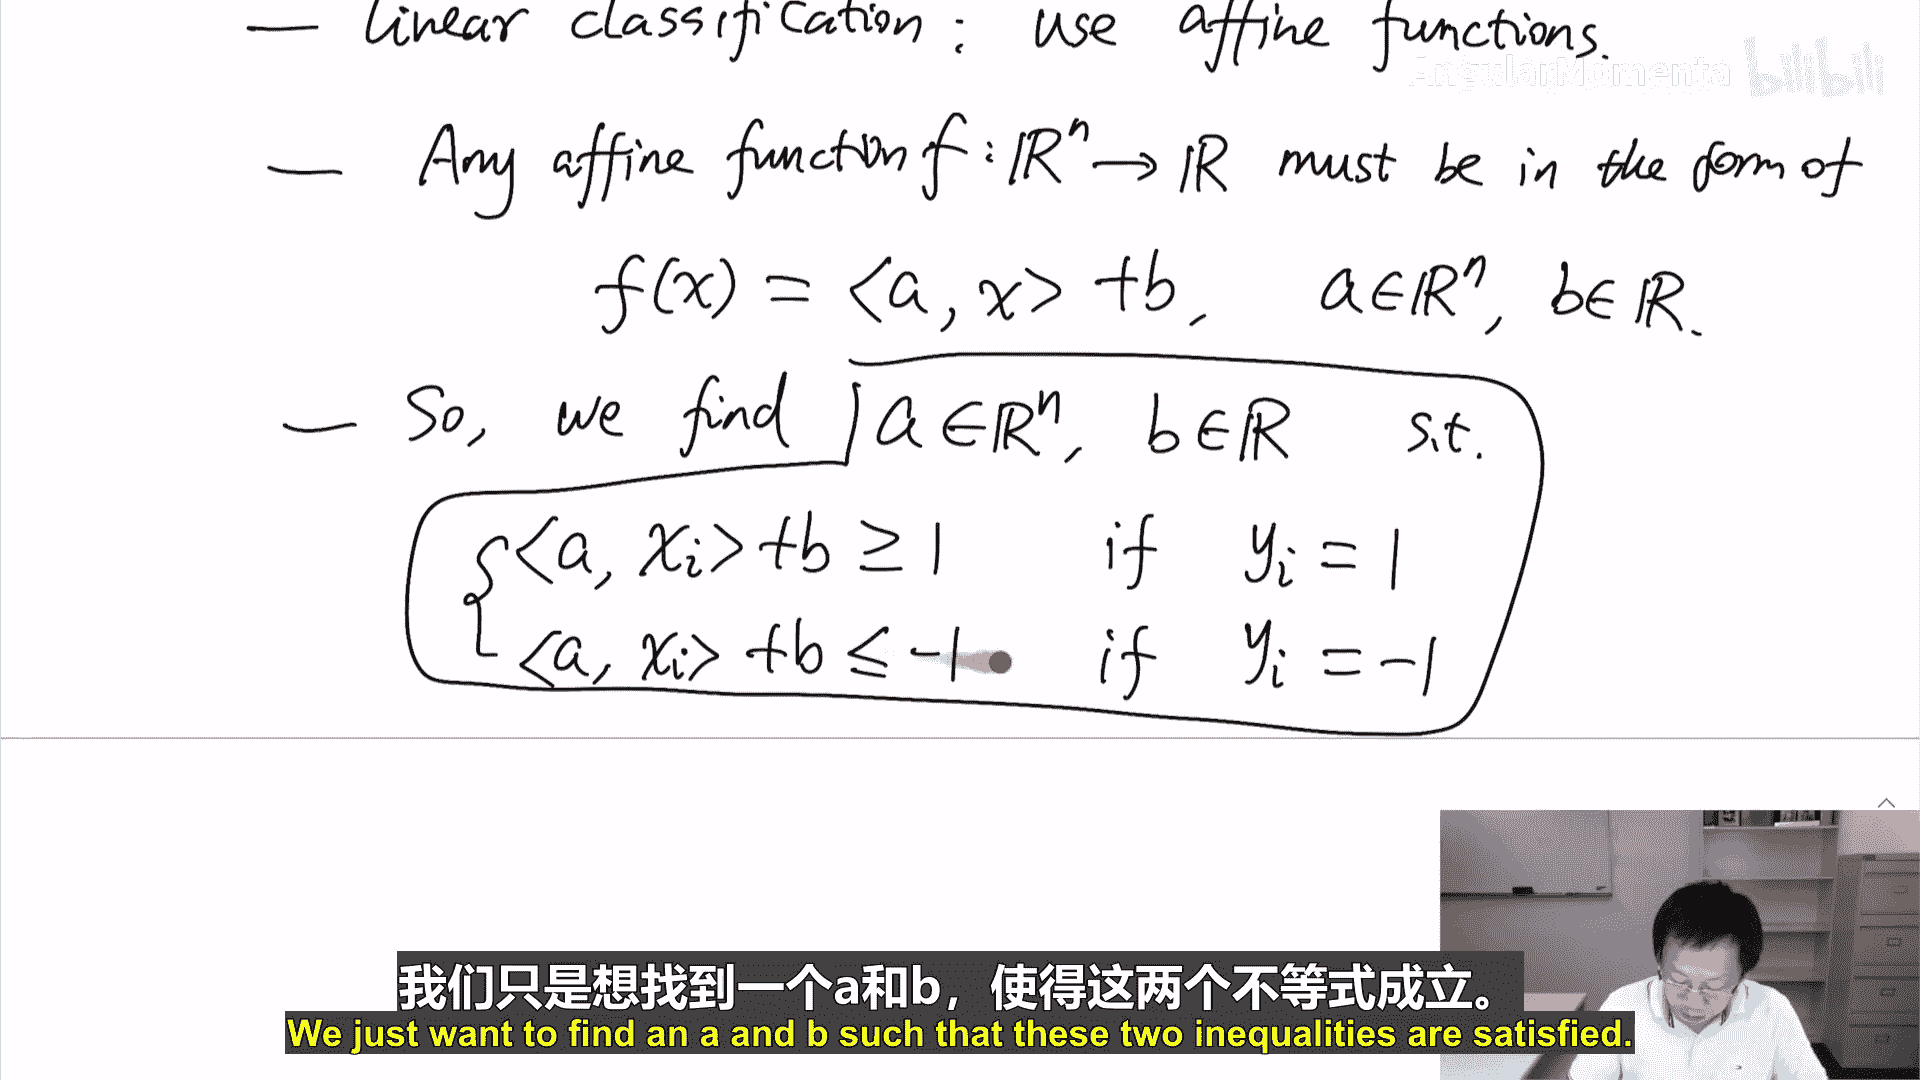 — linear classification: use affine functions.
AngularMomenta bilibili
— Any affine function f: ℝⁿ → ℝ must be in the form of
f(x) = <a, x> + b, a∈ℝⁿ, b∈ℝ.
— So, we find a∈ℝⁿ, b∈ℝ s.t.
{ <a, xᵢ> + b ≥ 1 if yᵢ = 1
<a, xᵢ> + b ≤ -1 if yᵢ = -1
我们只是想找到一个a和b，使得这两个不等式成立。
We just want to find an a and b such that these two inequalities are satisfied.